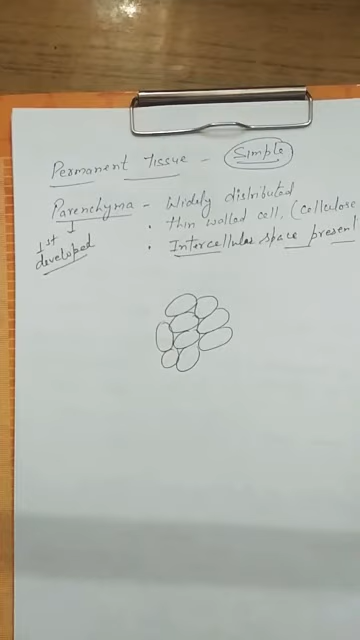 Permanent Tissue - Simple
Parenchyma - Widely distributed
↓
1st
developed
• Thin walled cell. (cellulose
• Intercellular space present